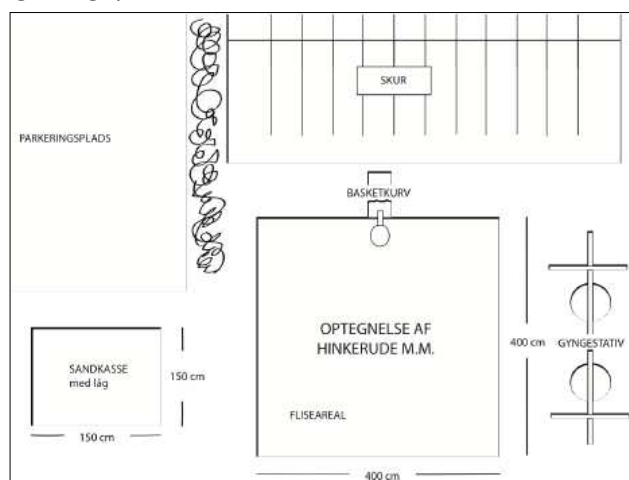 SKUR
PARKERINGSPLADS
BASKETKURV
OPTEGNELSE AF
HINKERUDE M.M.
400 cm
GYNGESTATIV
SANDKASSE
med låg
150 cm
FLISEAREAL
150 cm
400 cm